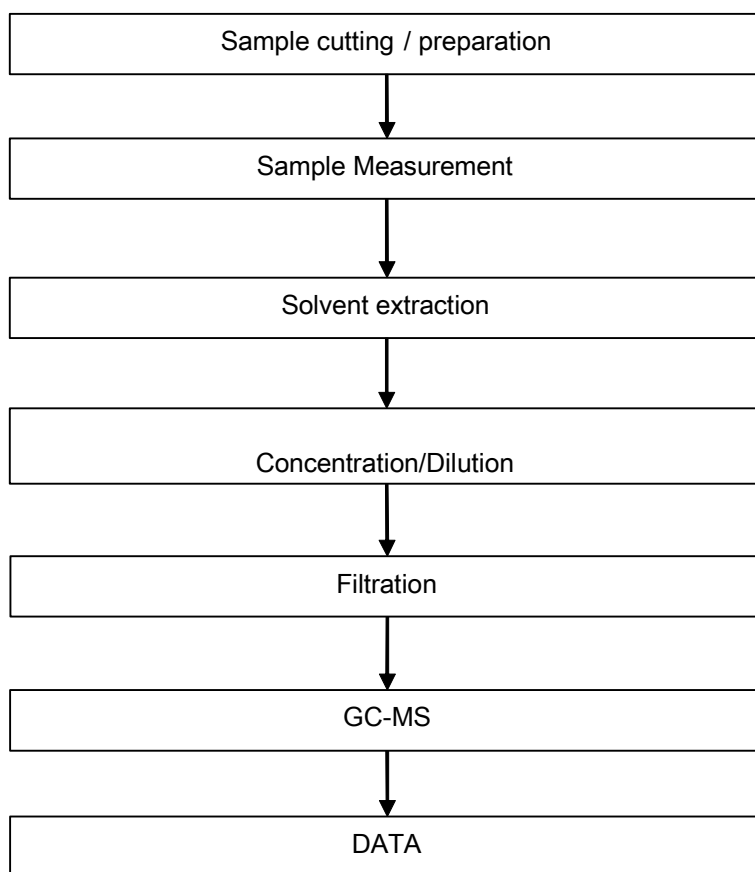 Sample cutting / preparation
Sample Measurement
Solvent extraction
Concentration/Dilution
Filtration
GC-MS
DATA